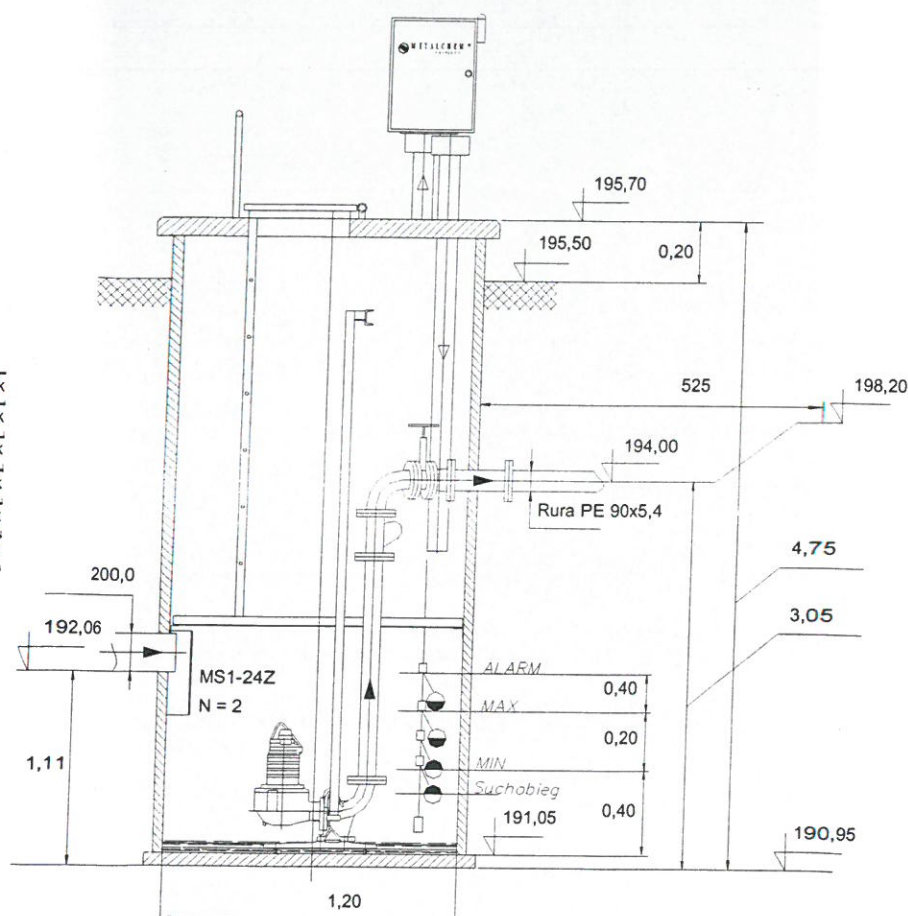 METALCHEM
195,70
195,50
0,20
525
198,20
194,00
Rura PE 90x5,4
200,0
192,06
4,75
3,05
MS1-24Z
N = 2
ALARM
0,40
MAX
0,20
MIN
Suchobieg
0,40
1,11
191,05
190,95
1,20